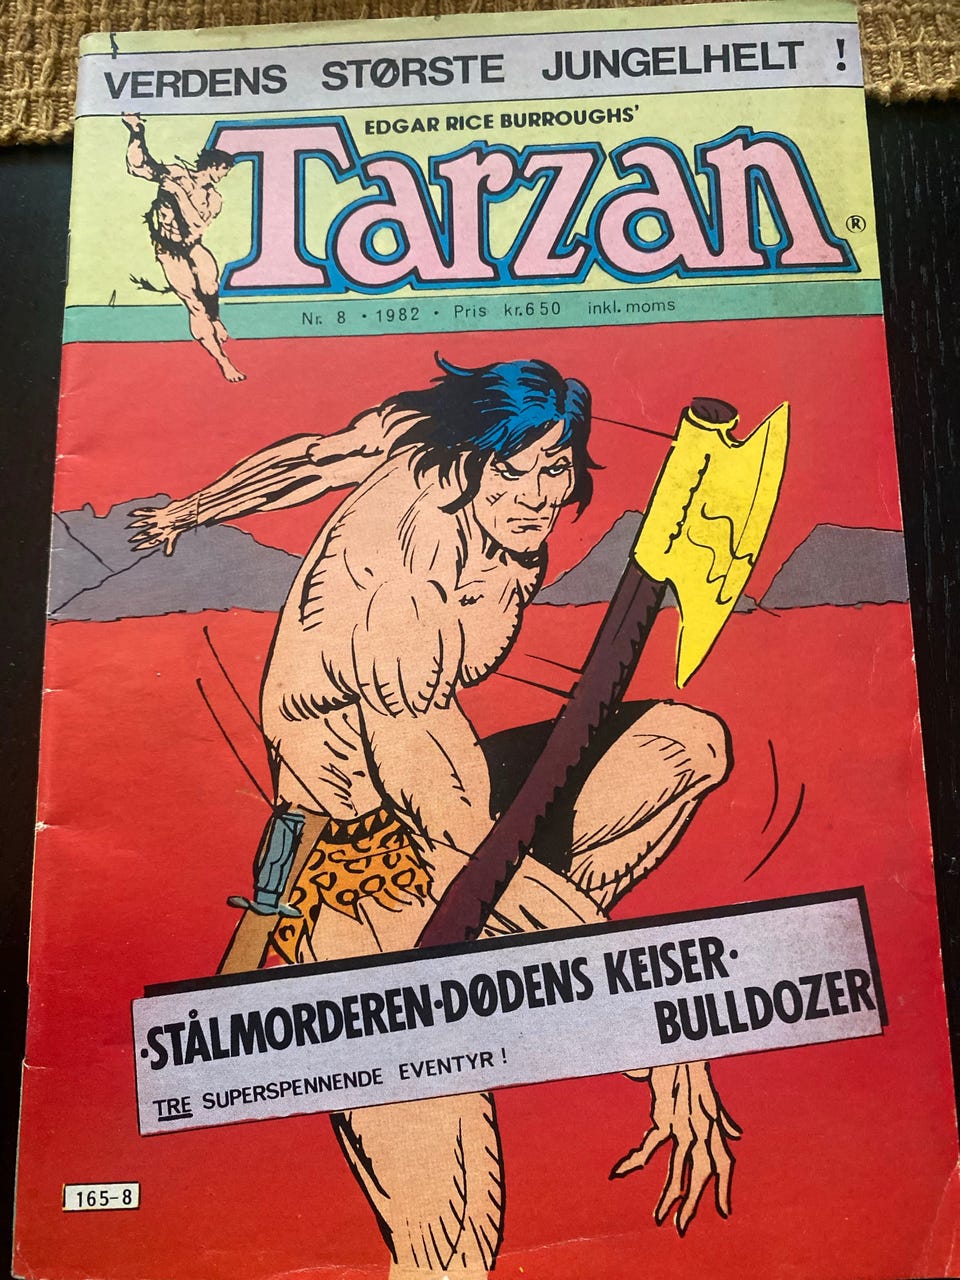 VERDENS STØRSTE JUNGELHELT !
EDGAR RICE BURROUGHS'
Tarzan ®
Nr. 8 • 1982 • Pris kr.6 50 inkl. moms
•STÅLMORDEREN•DØDENS KEISER•
BULLDOZER
TRE SUPERSPENNENDE EVENTYR !
165-8